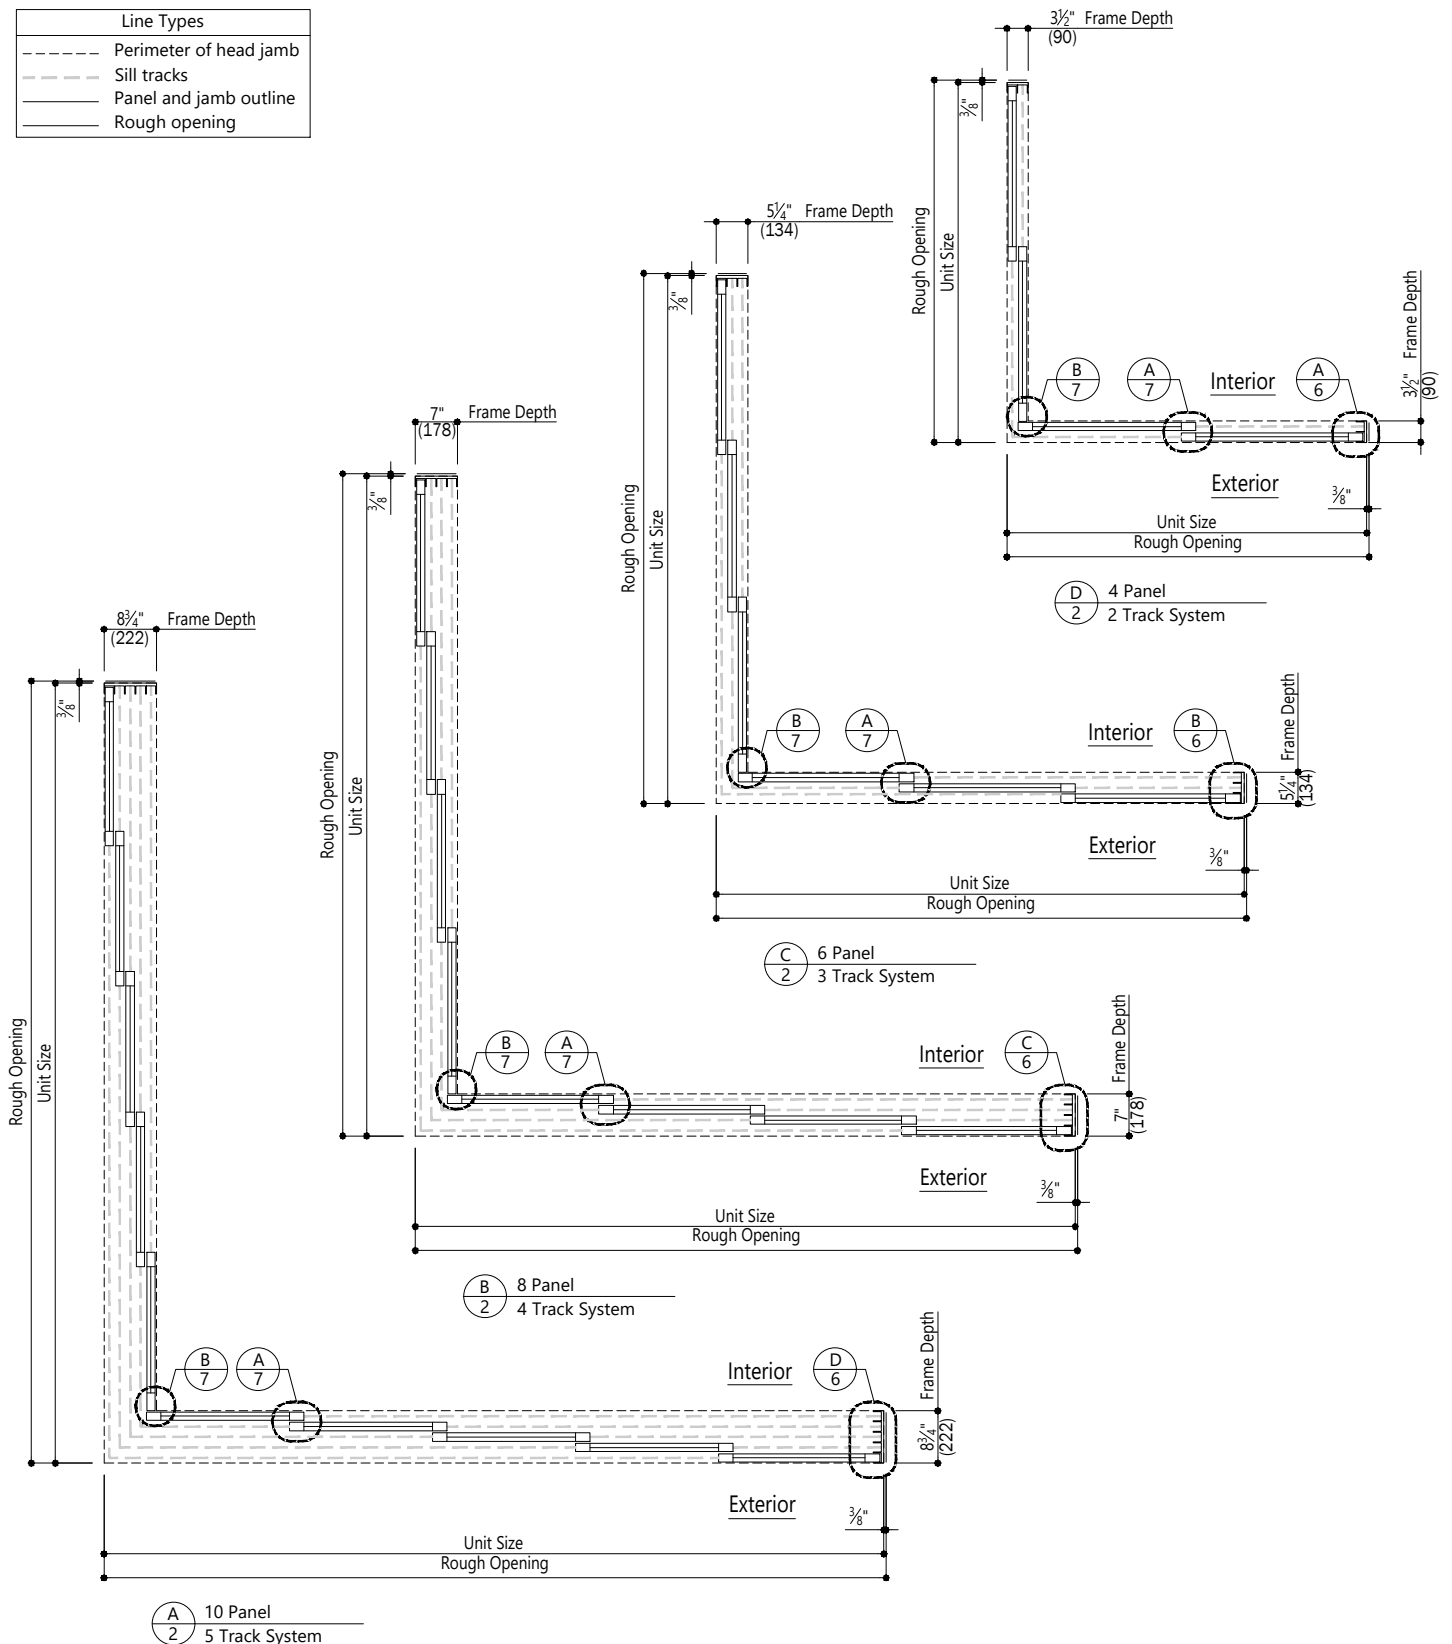 Line Types
Perimeter of head jamb
Sill tracks
Panel and jamb outline
Rough opening
3½" Frame Depth
(90)
⅜"
Rough Opening
Unit Size
3½" Frame Depth
(90)
B
7
A
7
Interior
A
6
Exterior
⅜"
Unit Size
Rough Opening
D
2
4 Panel
2 Track System
5¼" Frame Depth
(134)
⅜"
Rough Opening
Unit Size
B
7
A
7
Interior
B
6
Frame Depth
5¼"
(134)
Exterior
⅜"
Unit Size
Rough Opening
C
2
6 Panel
3 Track System
7" Frame Depth
(178)
⅜"
Rough Opening
Unit Size
B
7
A
7
Interior
C
6
Frame Depth
7"
(178)
Exterior
⅜"
Unit Size
Rough Opening
B
2
8 Panel
4 Track System
8¾" Frame Depth
(222)
⅜"
Rough Opening
Unit Size
B
7
A
7
Interior
D
6
Frame Depth
8¾"
(222)
Exterior
⅜"
Unit Size
Rough Opening
A
2
10 Panel
5 Track System